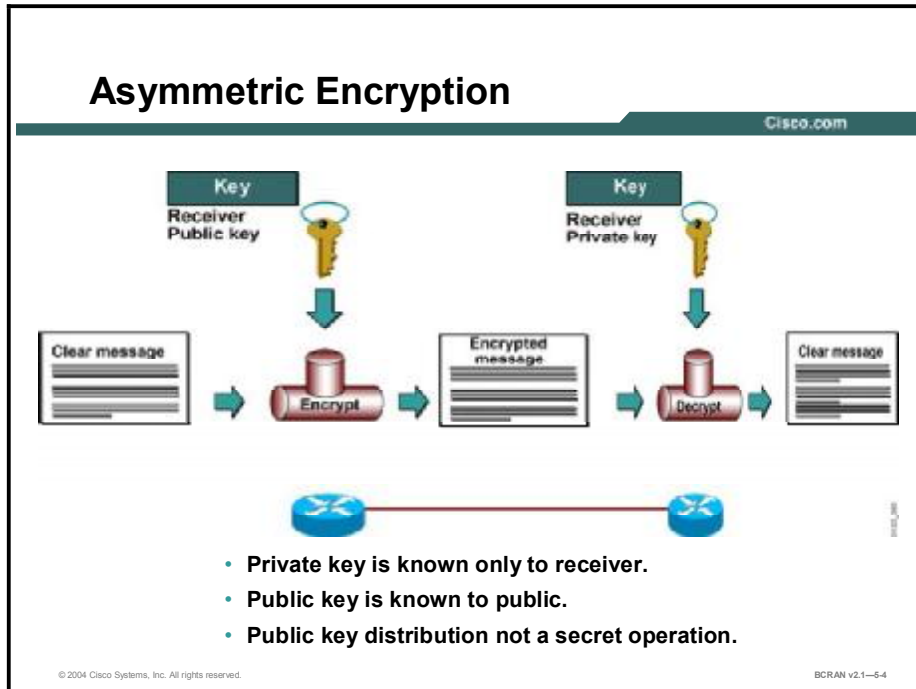 Asymmetric Encryption
Cisco.com
Key
Receiver
Public key
Key
Receiver
Private key
Clear message
Encrypt
Encrypted
message
Decrypt
Clear message
• Private key is known only to receiver.
• Public key is known to public.
• Public key distribution not a secret operation.
© 2004 Cisco Systems, Inc. All rights reserved.
BCRAN v2.1—5-4